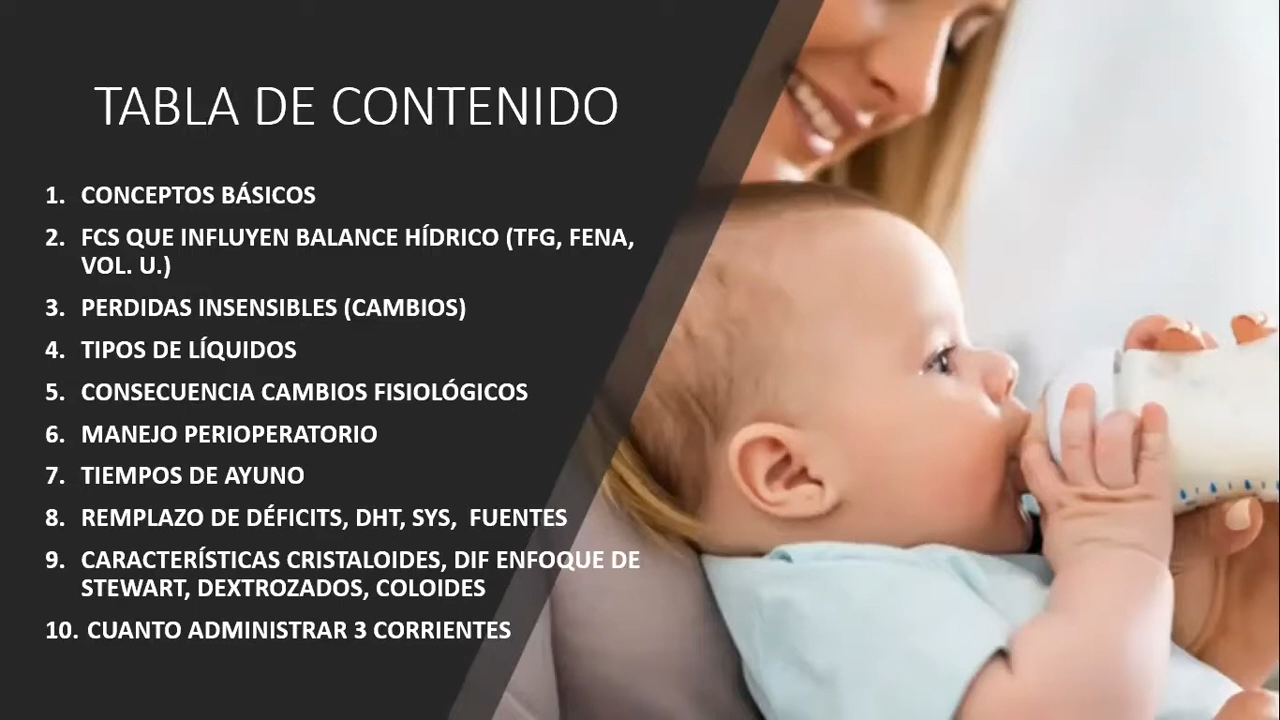 TABLA DE CONTENIDO
1. CONCEPTOS BÁSICOS
2. FCS QUE INFLUYEN BALANCE HÍDRICO (TFG, FENA,
VOL. U.)
3. PERDIDAS INSENSIBLES (CAMBIOS)
4. TIPOS DE LÍQUIDOS
5. CONSECUENCIA CAMBIOS FISIOLÓGICOS
6. MANEJO PERIOPERATORIO
7. TIEMPOS DE AYUNO
8. REMPLAZO DE DÉFICITS, DHT, SYS, FUENTES
9. CARACTERÍSTICAS CRISTALOIDES, DIF ENFOQUE DE
STEWART, DEXTROZADOS, COLOIDES
10. CUANTO ADMINISTRAR 3 CORRIENTES